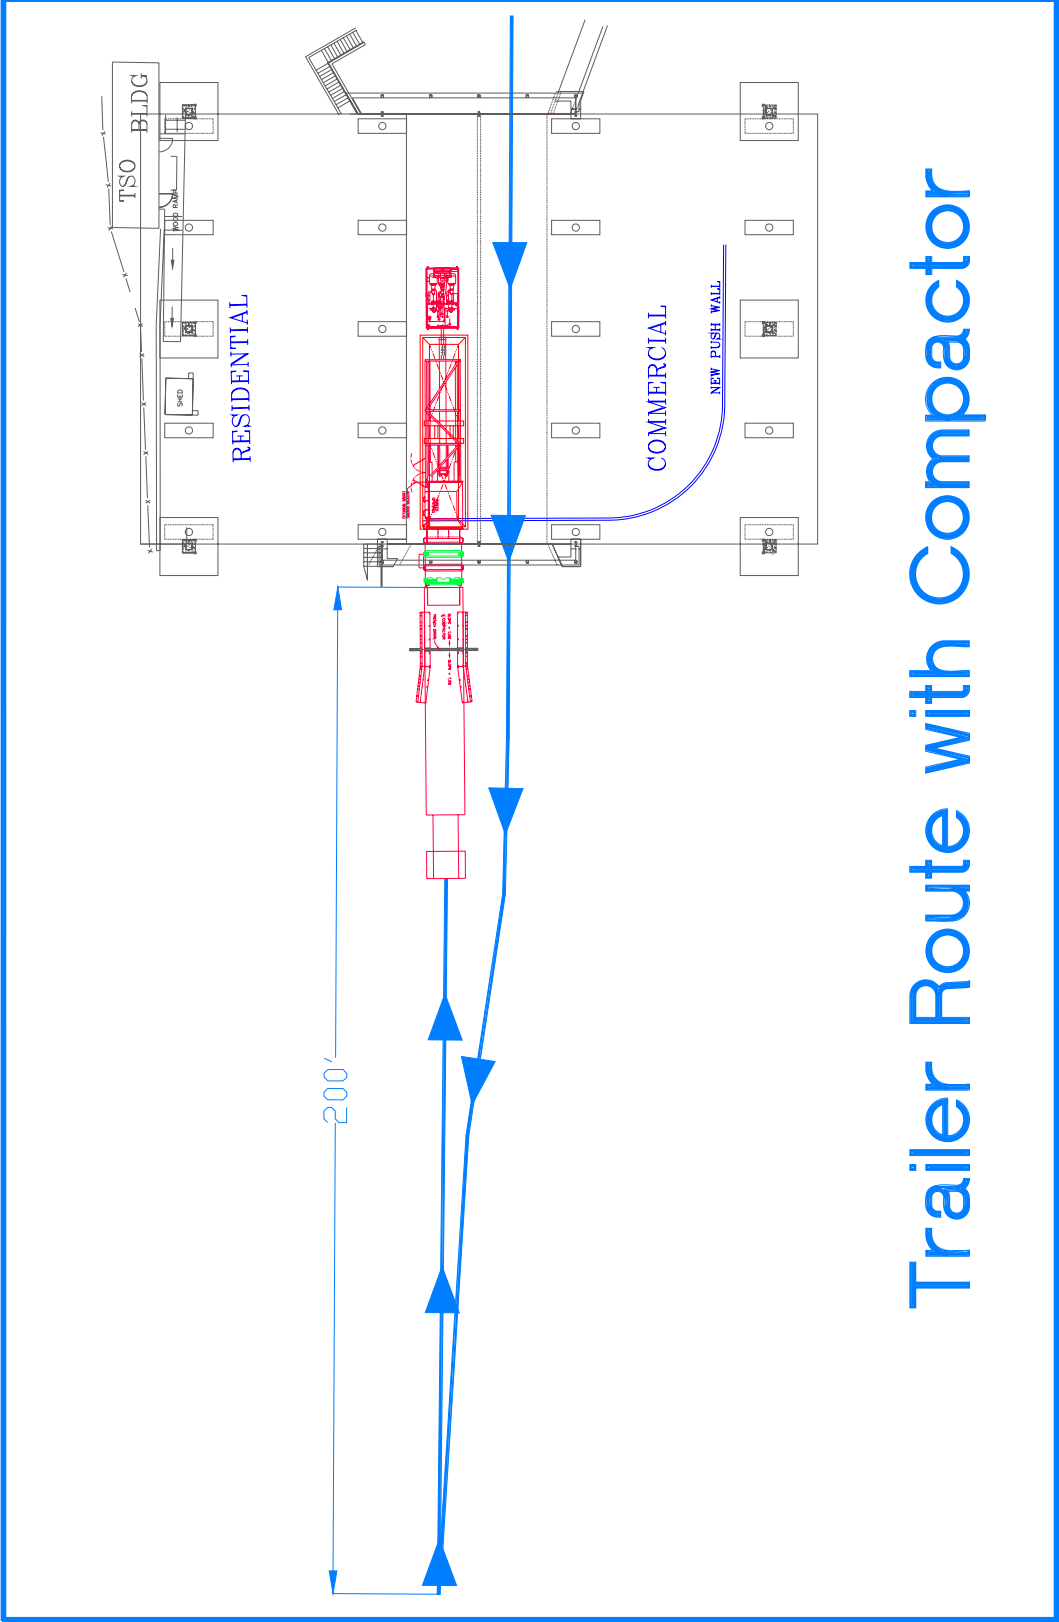 TSO BLDG
WOOD RAMP
SHED
RESIDENTIAL
COMMERCIAL
NEW PUSH WALL
200'
Trailer Route with Compactor